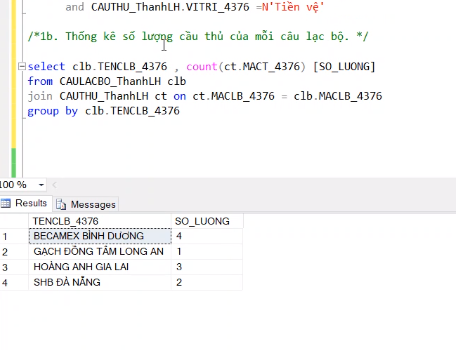 and CAUTHU_ThanhLH.VITRI_4376 =N'Tiền vệ'
/*1b. Thống kê số lượng cầu thủ của mỗi câu lạc bộ. */
select clb.TENCLB_4376 , count(ct.MACT_4376) [SO_LUONG]
from CAULACBO_ThanhLH clb
join CAUTHU_ThanhLH ct on ct.MACLB_4376 = clb.MACLB_4376
group by clb.TENCLB_4376
100 %
Results Messages
TENCLB_4376 SO_LUONG
1 BECAMEX BÌNH DƯƠNG 4
2 GẠCH ĐỒNG TÂM LONG AN 1
3 HOÀNG ANH GIA LAI 3
4 SHB ĐÀ NẴNG 2